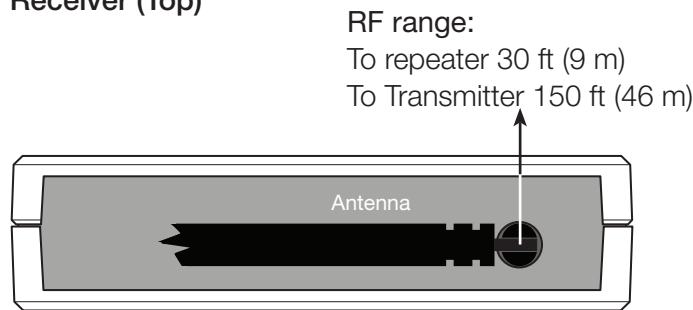 Receiver (Top)
RF range:
To repeater 30 ft (9 m)
To Transmitter 150 ft (46 m)
Antenna